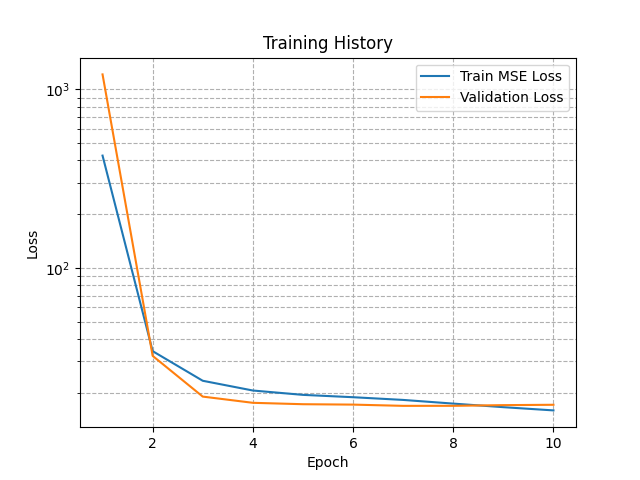 Training History
Train MSE Loss
Validation Loss
10³
10²
Loss
2 4 6 8 10
Epoch